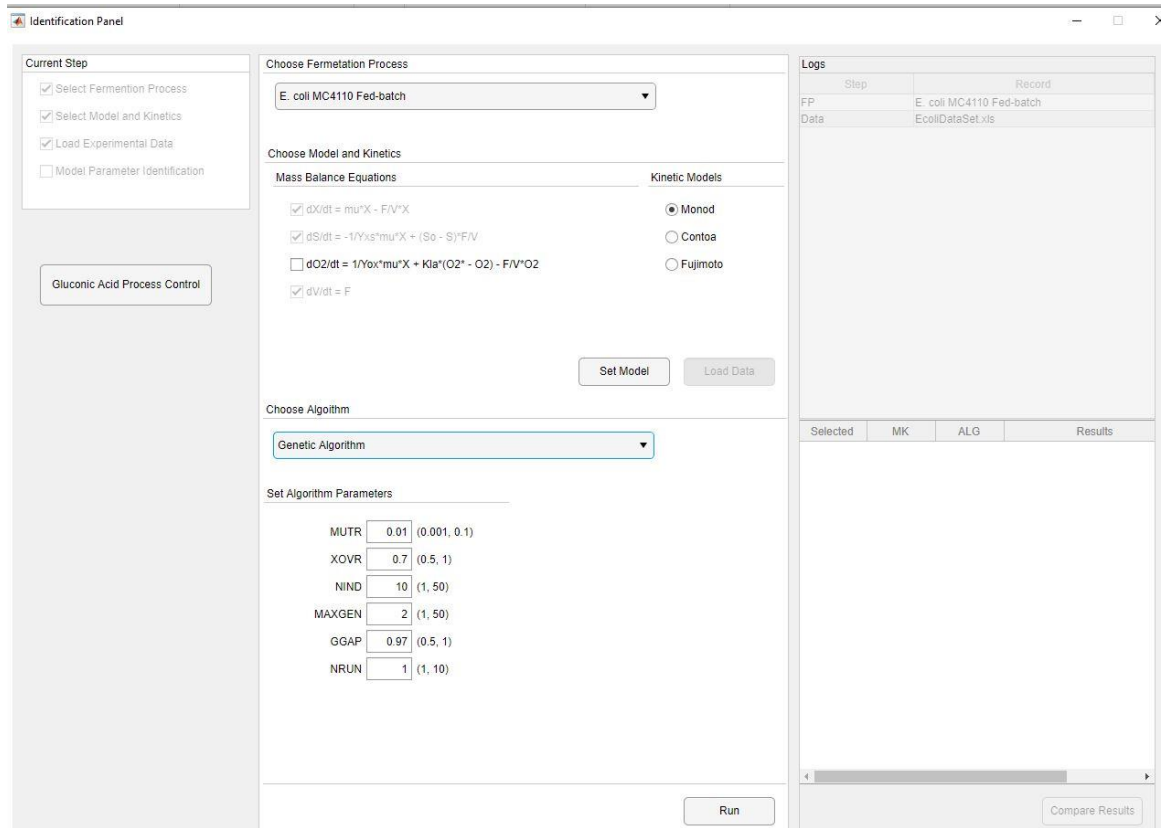 Identification Panel
Current Step
Select Fermention Process
Select Model and Kinetics
Load Experimental Data
Model Parameter Identification
Gluconic Acid Process Control
Choose Fermetation Process
E. coli MC4110 Fed-batch
Choose Model and Kinetics
Mass Balance Equations
Kinetic Models
dX/dt = mu*X - F/V*X
Monod
dS/dt = -1/Yxs*mu*X + (So - S)*F/V
Contoa
dO2/dt = 1/Yox*mu*X + Kla*(O2* - O2) - F/V*O2
Fujimoto
dV/dt = F
Set Model
Load Data
Choose Algoithm
Genetic Algorithm
Set Algorithm Parameters
MUTR 0.01 (0.001, 0.1)
XOVR 0.7 (0.5, 1)
NIND 10 (1, 50)
MAXGEN 2 (1, 50)
GGAP 0.97 (0.5, 1)
NRUN 1 (1, 10)
Run
Logs
Step Record
FP E. coli MC4110 Fed-batch
Data EcoliDataSet.xls
Selected MK ALG Results
Compare Results